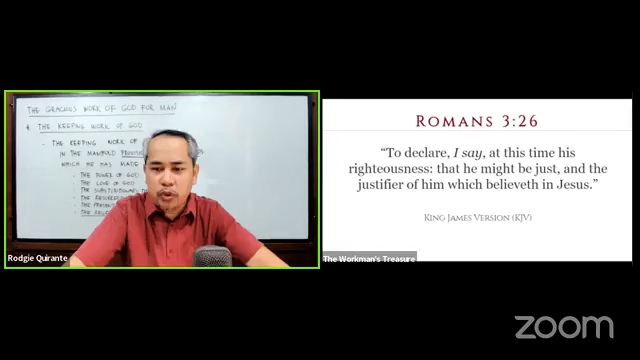 THE GRACIOUS WORK OF GOD FOR MAN
THE KEEPING WORK OF GOD
- THE KEEPING WORK OF
IN THE MANIFOLD
WHICH HE HAS MADE
- THE POWER OF GOD
- THE LOVE OF GOD
Rodgie Quirante
ROMANS 3:26
“To declare, I say, at this time his
righteousness: that he might be just, and the
justifier of him which believeth in Jesus.”
KING JAMES VERSION (KJV)
The Workman's Treasure
zoom